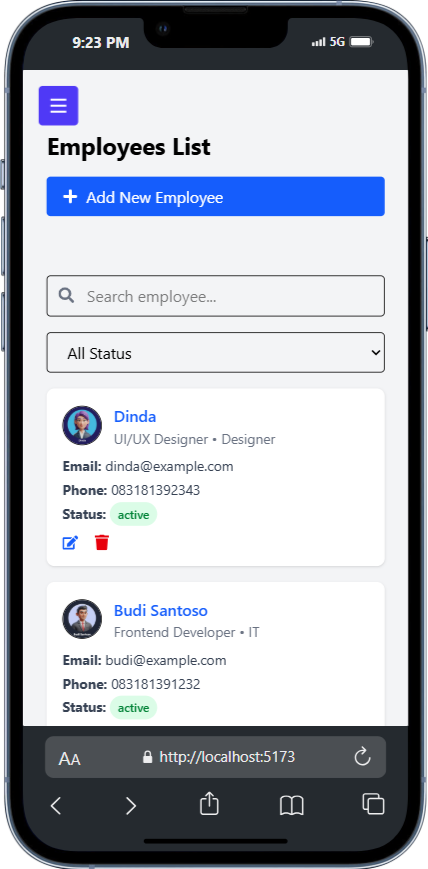 9:23 PM
5G
Employees List
Add New Employee
Search employee...
All Status
Dinda
UI/UX Designer • Designer
Email: dinda@example.com
Phone: 083181392343
Status: active
Budi Santoso
Frontend Developer • IT
Email: budi@example.com
Phone: 083181391232
Status: active
AA
http://localhost:5173